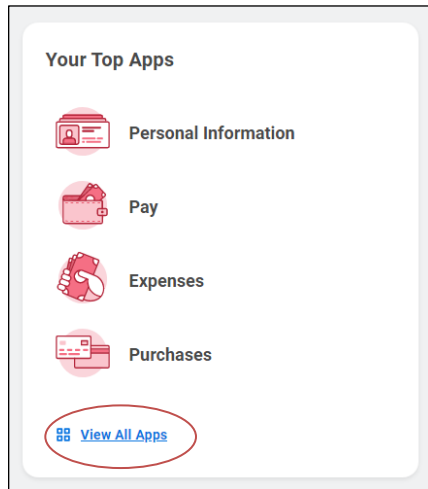 Your Top Apps
Personal Information
Pay
Expenses
Purchases
View All Apps